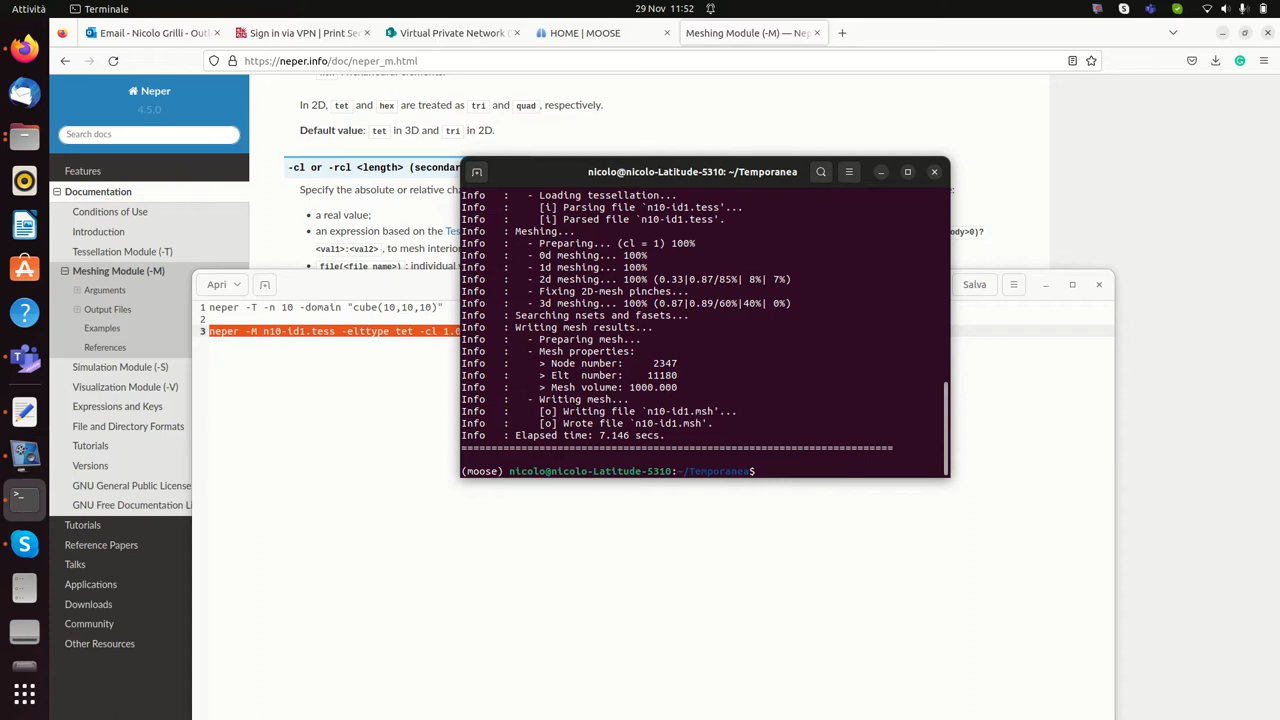 Attività
Terminale
29 Nov 11:52
Email - Nicolo Grilli - Out
Sign in via VPN | Print Ser
Virtual Private Network (
HOME | MOOSE
Meshing Module (-M) — Nep
https://neper.info/doc/neper_m.html
Neper
4.5.0
Search docs
Features
Documentation
Conditions of Use
Introduction
Tessellation Module (-T)
Meshing Module (-M)
Arguments
Output Files
Examples
References
Simulation Module (-S)
Visualization Module (-V)
Expressions and Keys
File and Directory Formats
Tutorials
Versions
GNU General Public License
GNU Free Documentation Li
Tutorials
Reference Papers
Talks
Applications
Downloads
Community
Other Resources
In 2D, tet and hex are treated as tri and quad, respectively.
Default value: tet in 3D and tri in 2D.
-cl or -rcl <length> (secondar
Specify the absolute or relative cha
a real value;
an expression based on the Tes
body>0)?
<val1>:<val2>, to mesh interior
file(<file_name>) : individual v
Apri
Salva
1 neper -T -n 10 -domain "cube(10,10,10)"
2
3 neper -M n10-id1.tess -elttype tet -cl 1.0
nicolo@nicolo-Latitude-5310: ~/Temporanea
Info : - Loading tessellation...
Info : [i] Parsing file `n10-id1.tess'...
Info : [i] Parsed file `n10-id1.tess'.
Info : Meshing...
Info : - Preparing... (cl = 1) 100%
Info : - 0d meshing... 100%
Info : - 1d meshing... 100%
Info : - 2d meshing... 100% (0.33|0.87/85%| 8%| 7%)
Info : - Fixing 2D-mesh pinches...
Info : - 3d meshing... 100% (0.87|0.89/60%|40%| 0%)
Info : Searching nsets and fasets...
Info : Writing mesh results...
Info : - Preparing mesh...
Info : - Mesh properties:
Info : > Node number: 2347
Info : > Elt number: 11180
Info : > Mesh volume: 1000.000
Info : - Writing mesh...
Info : [o] Writing file `n10-id1.msh'...
Info : [o] Wrote file `n10-id1.msh'.
Info : Elapsed time: 7.146 secs.
========================================================================
(moose) nicolo@nicolo-Latitude-5310:~/Temporanea$